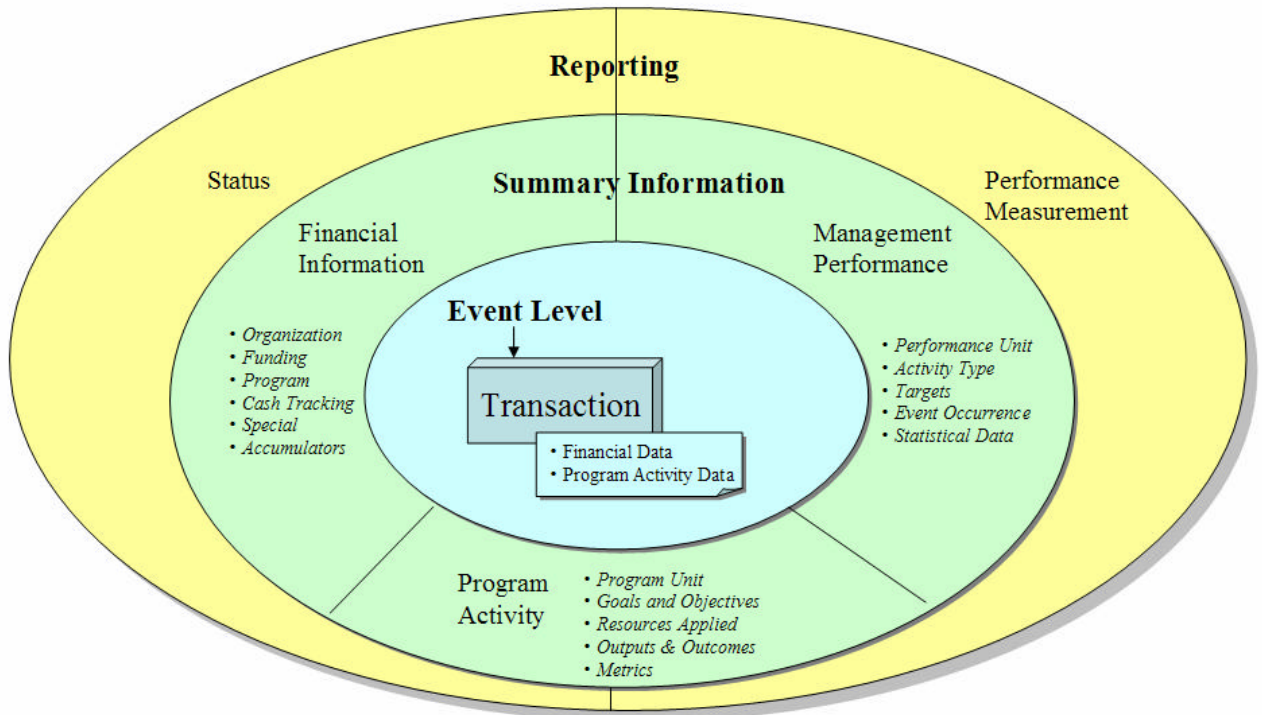 Reporting
Status
Summary Information
Performance
Measurement
Financial
Information
Management
Performance
Event Level
• Organization
• Funding
• Program
• Cash Tracking
• Special
• Accumulators
Transaction
• Financial Data
• Program Activity Data
• Performance Unit
• Activity Type
• Targets
• Event Occurrence
• Statistical Data
Program
Activity
• Program Unit
• Goals and Objectives
• Resources Applied
• Outputs & Outcomes
• Metrics